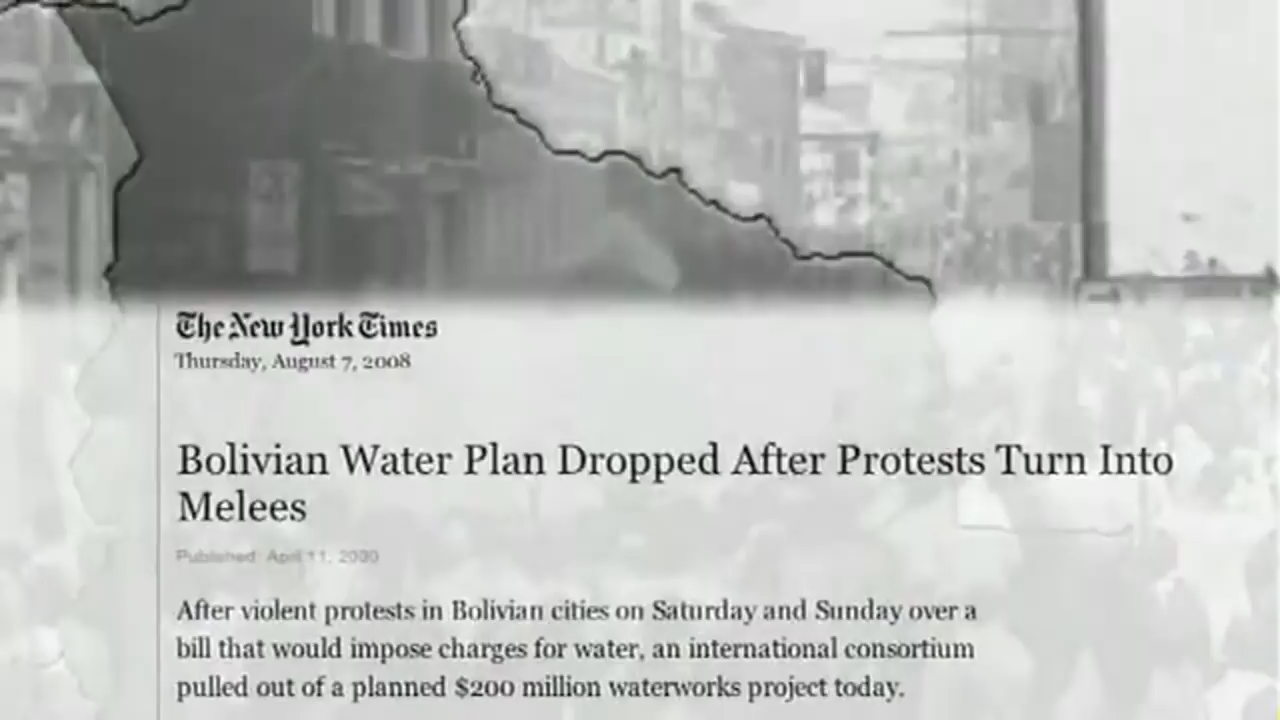 The New York Times
Thursday, August 7, 2008
Bolivian Water Plan Dropped After Protests Turn Into
Melees
Published: April 11, 2000
After violent protests in Bolivian cities on Saturday and Sunday over a
bill that would impose charges for water, an international consortium
pulled out of a planned $200 million waterworks project today.